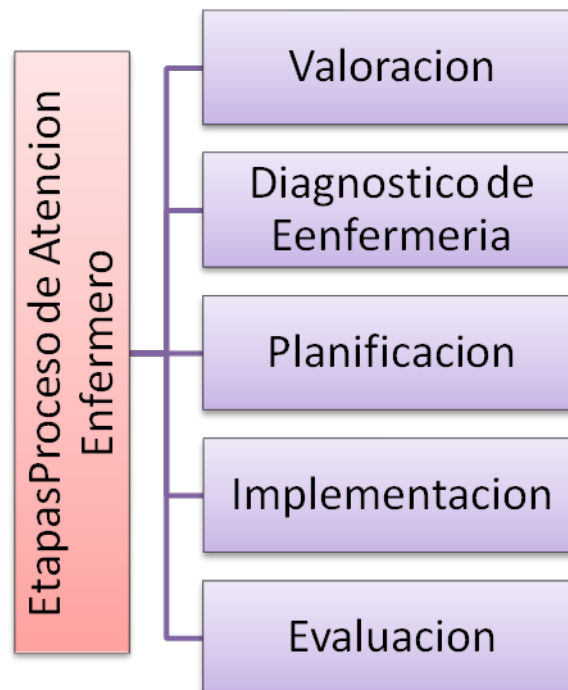 EtapasProceso de Atencion
Enfermero
Valoracion
Diagnostico de
Eenfermeria
Planificacion
Implementacion
Evaluacion